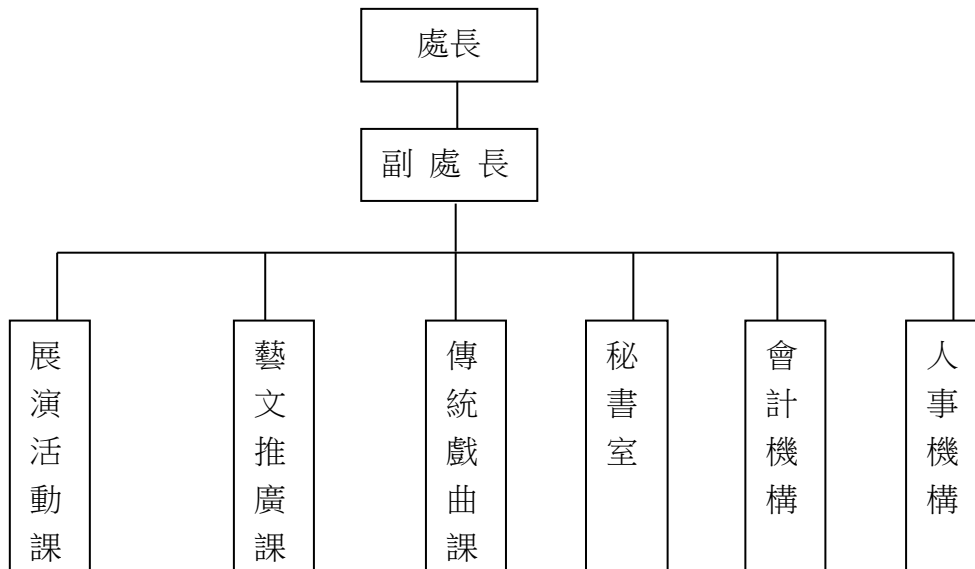 處長
副處長
展演活動課
藝文推廣課
傳統戲曲課
秘書室
會計機構
人事機構